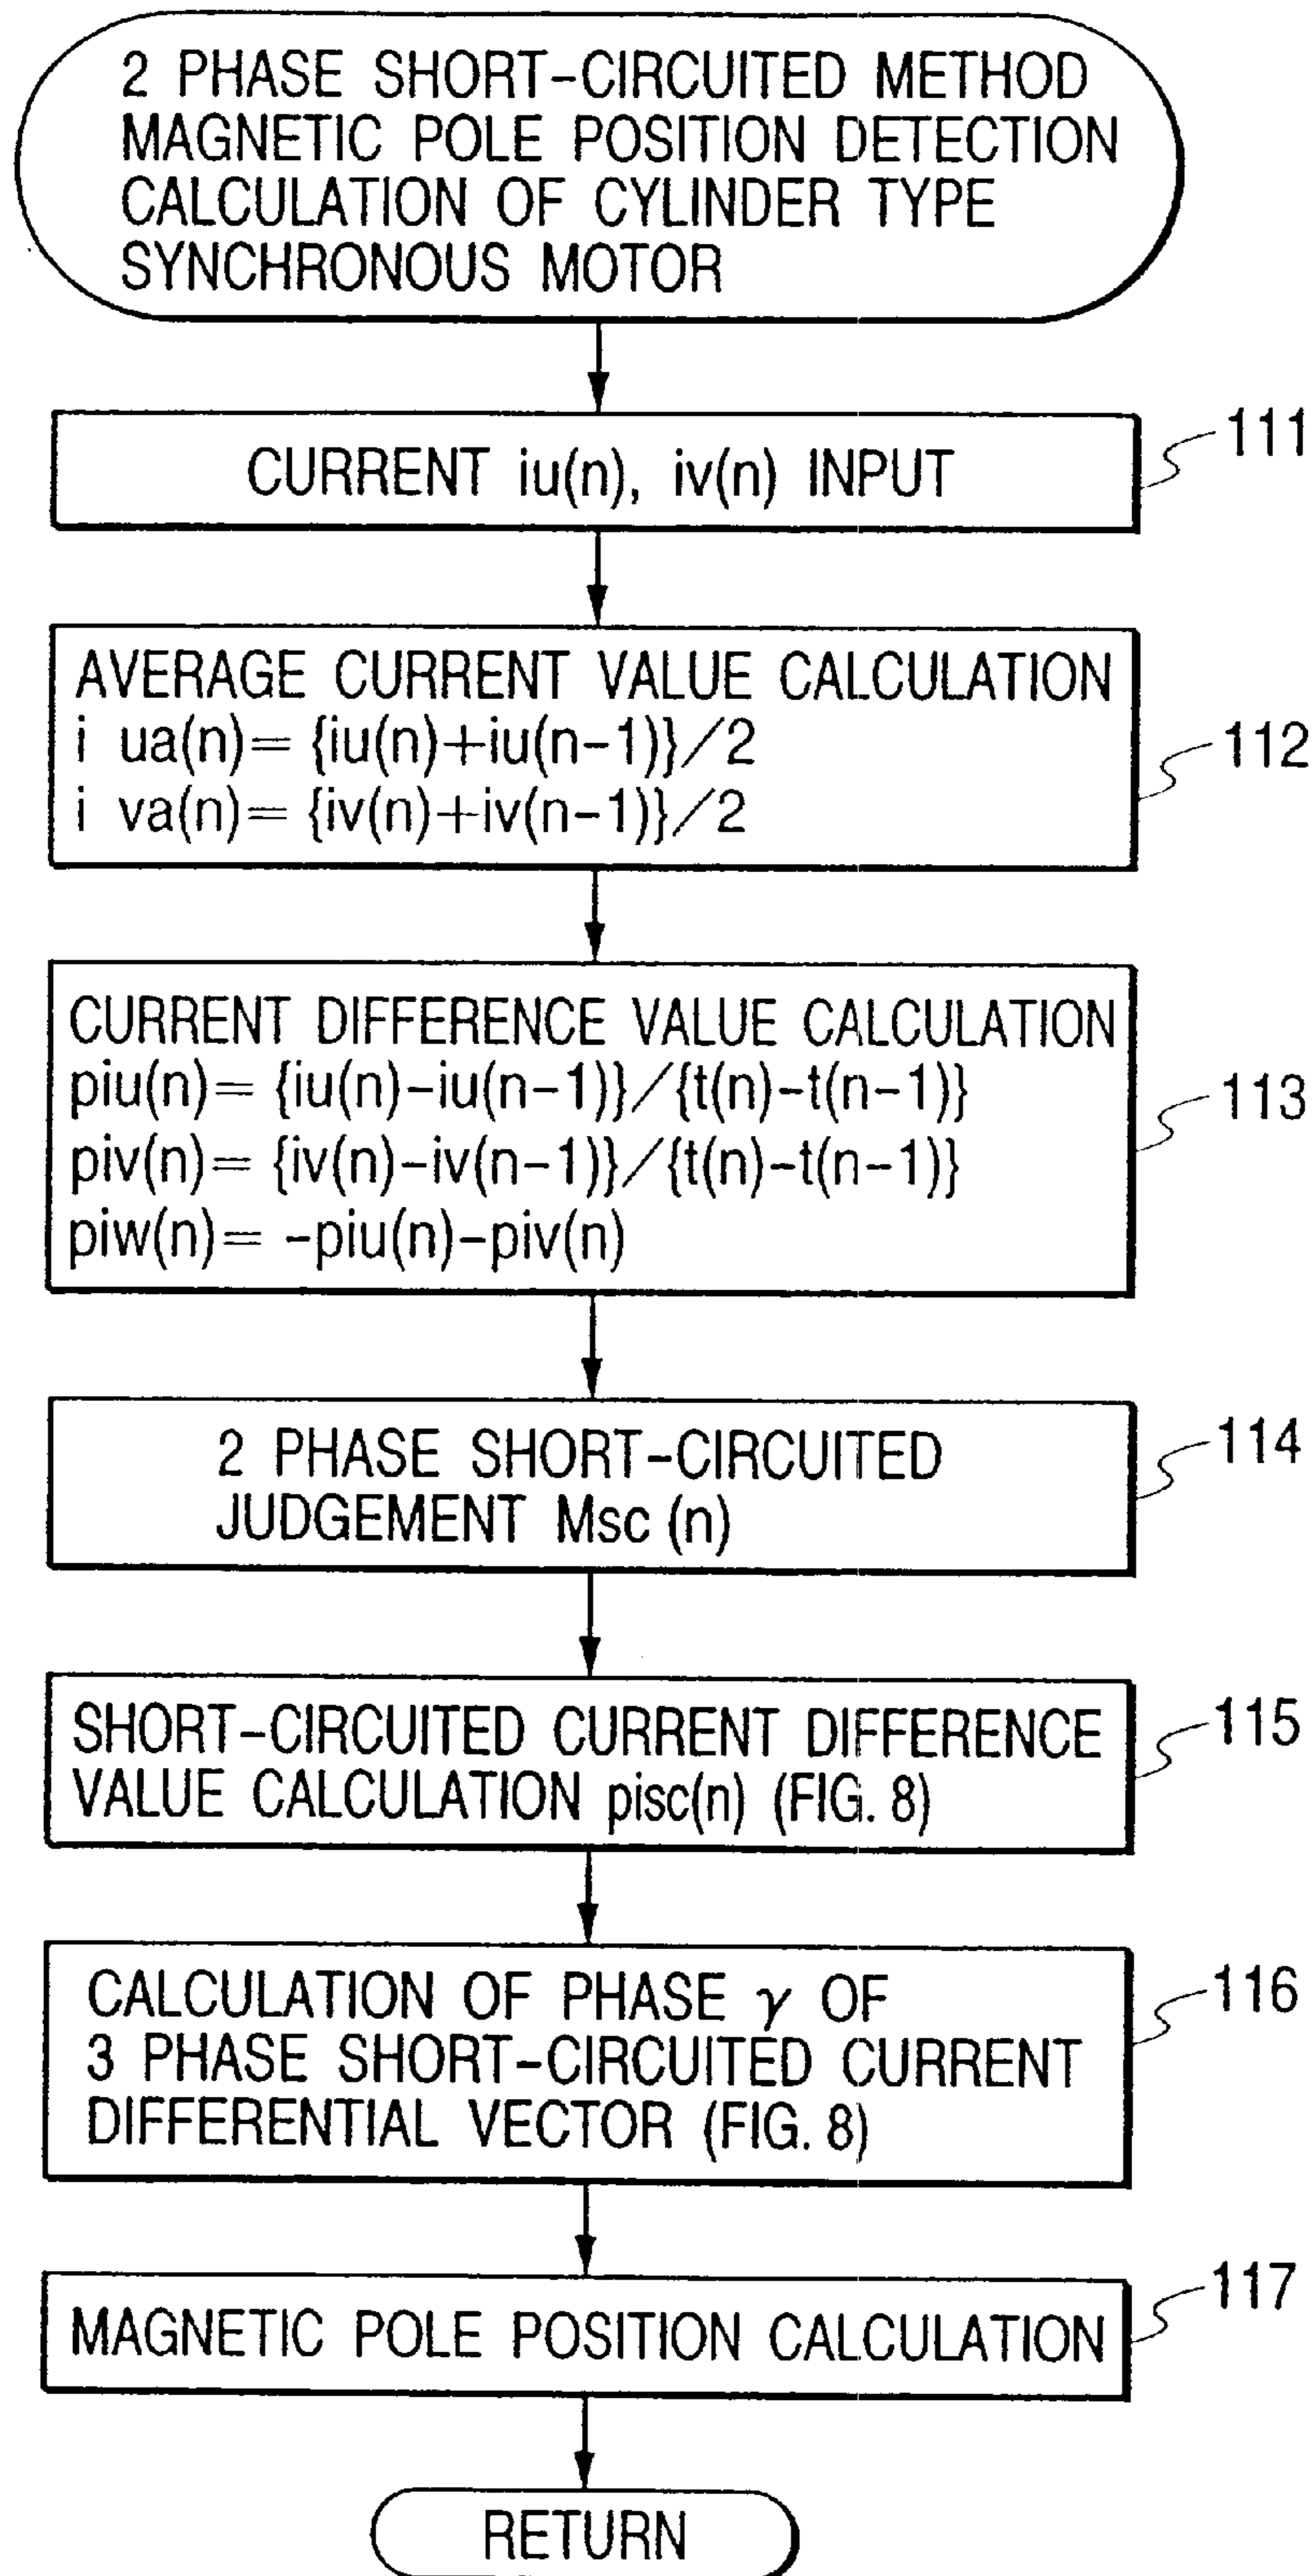 2 PHASE SHORT-CIRCUITED METHOD
MAGNETIC POLE POSITION DETECTION
CALCULATION OF CYLINDER TYPE
SYNCHRONOUS MOTOR
CURRENT iu(n), iv(n) INPUT
111
AVERAGE CURRENT VALUE CALCULATION
i ua(n)= {iu(n)+iu(n-1)}/2
i va(n)= {iv(n)+iv(n-1)}/2
112
CURRENT DIFFERENCE VALUE CALCULATION
piu(n)= {iu(n)-iu(n-1)}/{t(n)-t(n-1)}
piv(n)= {iv(n)-iv(n-1)}/{t(n)-t(n-1)}
piw(n)= -piu(n)-piv(n)
113
2 PHASE SHORT-CIRCUITED
JUDGEMENT Msc (n)
114
SHORT-CIRCUITED CURRENT DIFFERENCE
VALUE CALCULATION pisc(n) (FIG. 8)
115
CALCULATION OF PHASE γ OF
3 PHASE SHORT-CIRCUITED CURRENT
DIFFERENTIAL VECTOR (FIG. 8)
116
MAGNETIC POLE POSITION CALCULATION
117
RETURN